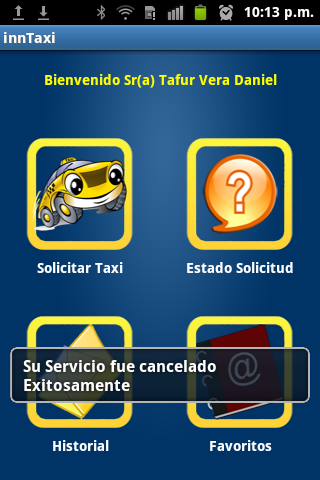 10:13 p.m.
innTaxi
Bienvenido Sr(a) Tafur Vera Daniel
?
Solicitar Taxi
Estado Solicitud
@
Su Servicio fue cancelado
Exitosamente
Historial
Favoritos